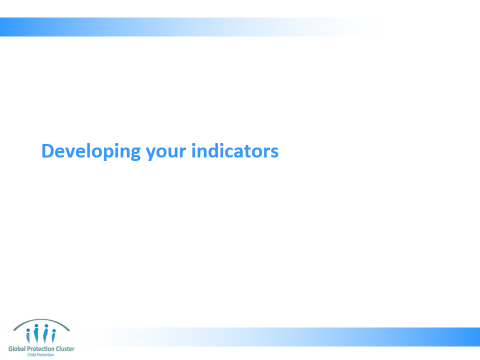 Developing your indicators
Global Protection Cluster
Child Protection